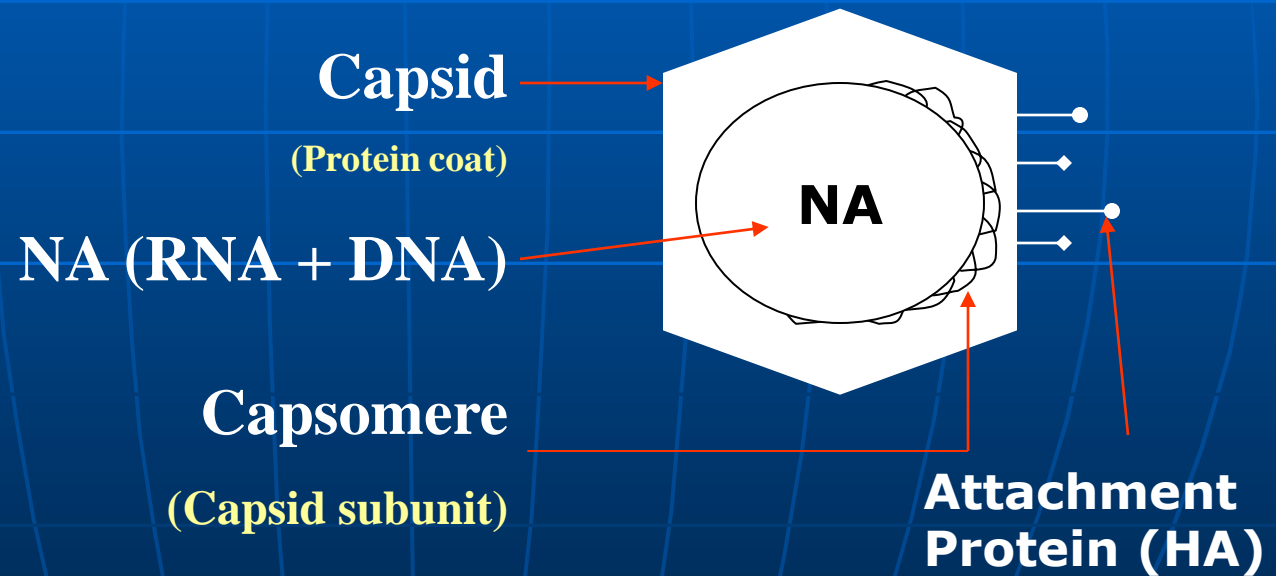 Capsid
(Protein coat)
NA (RNA + DNA)
NA
Capsomere
(Capsid subunit)
Attachment
Protein (HA)